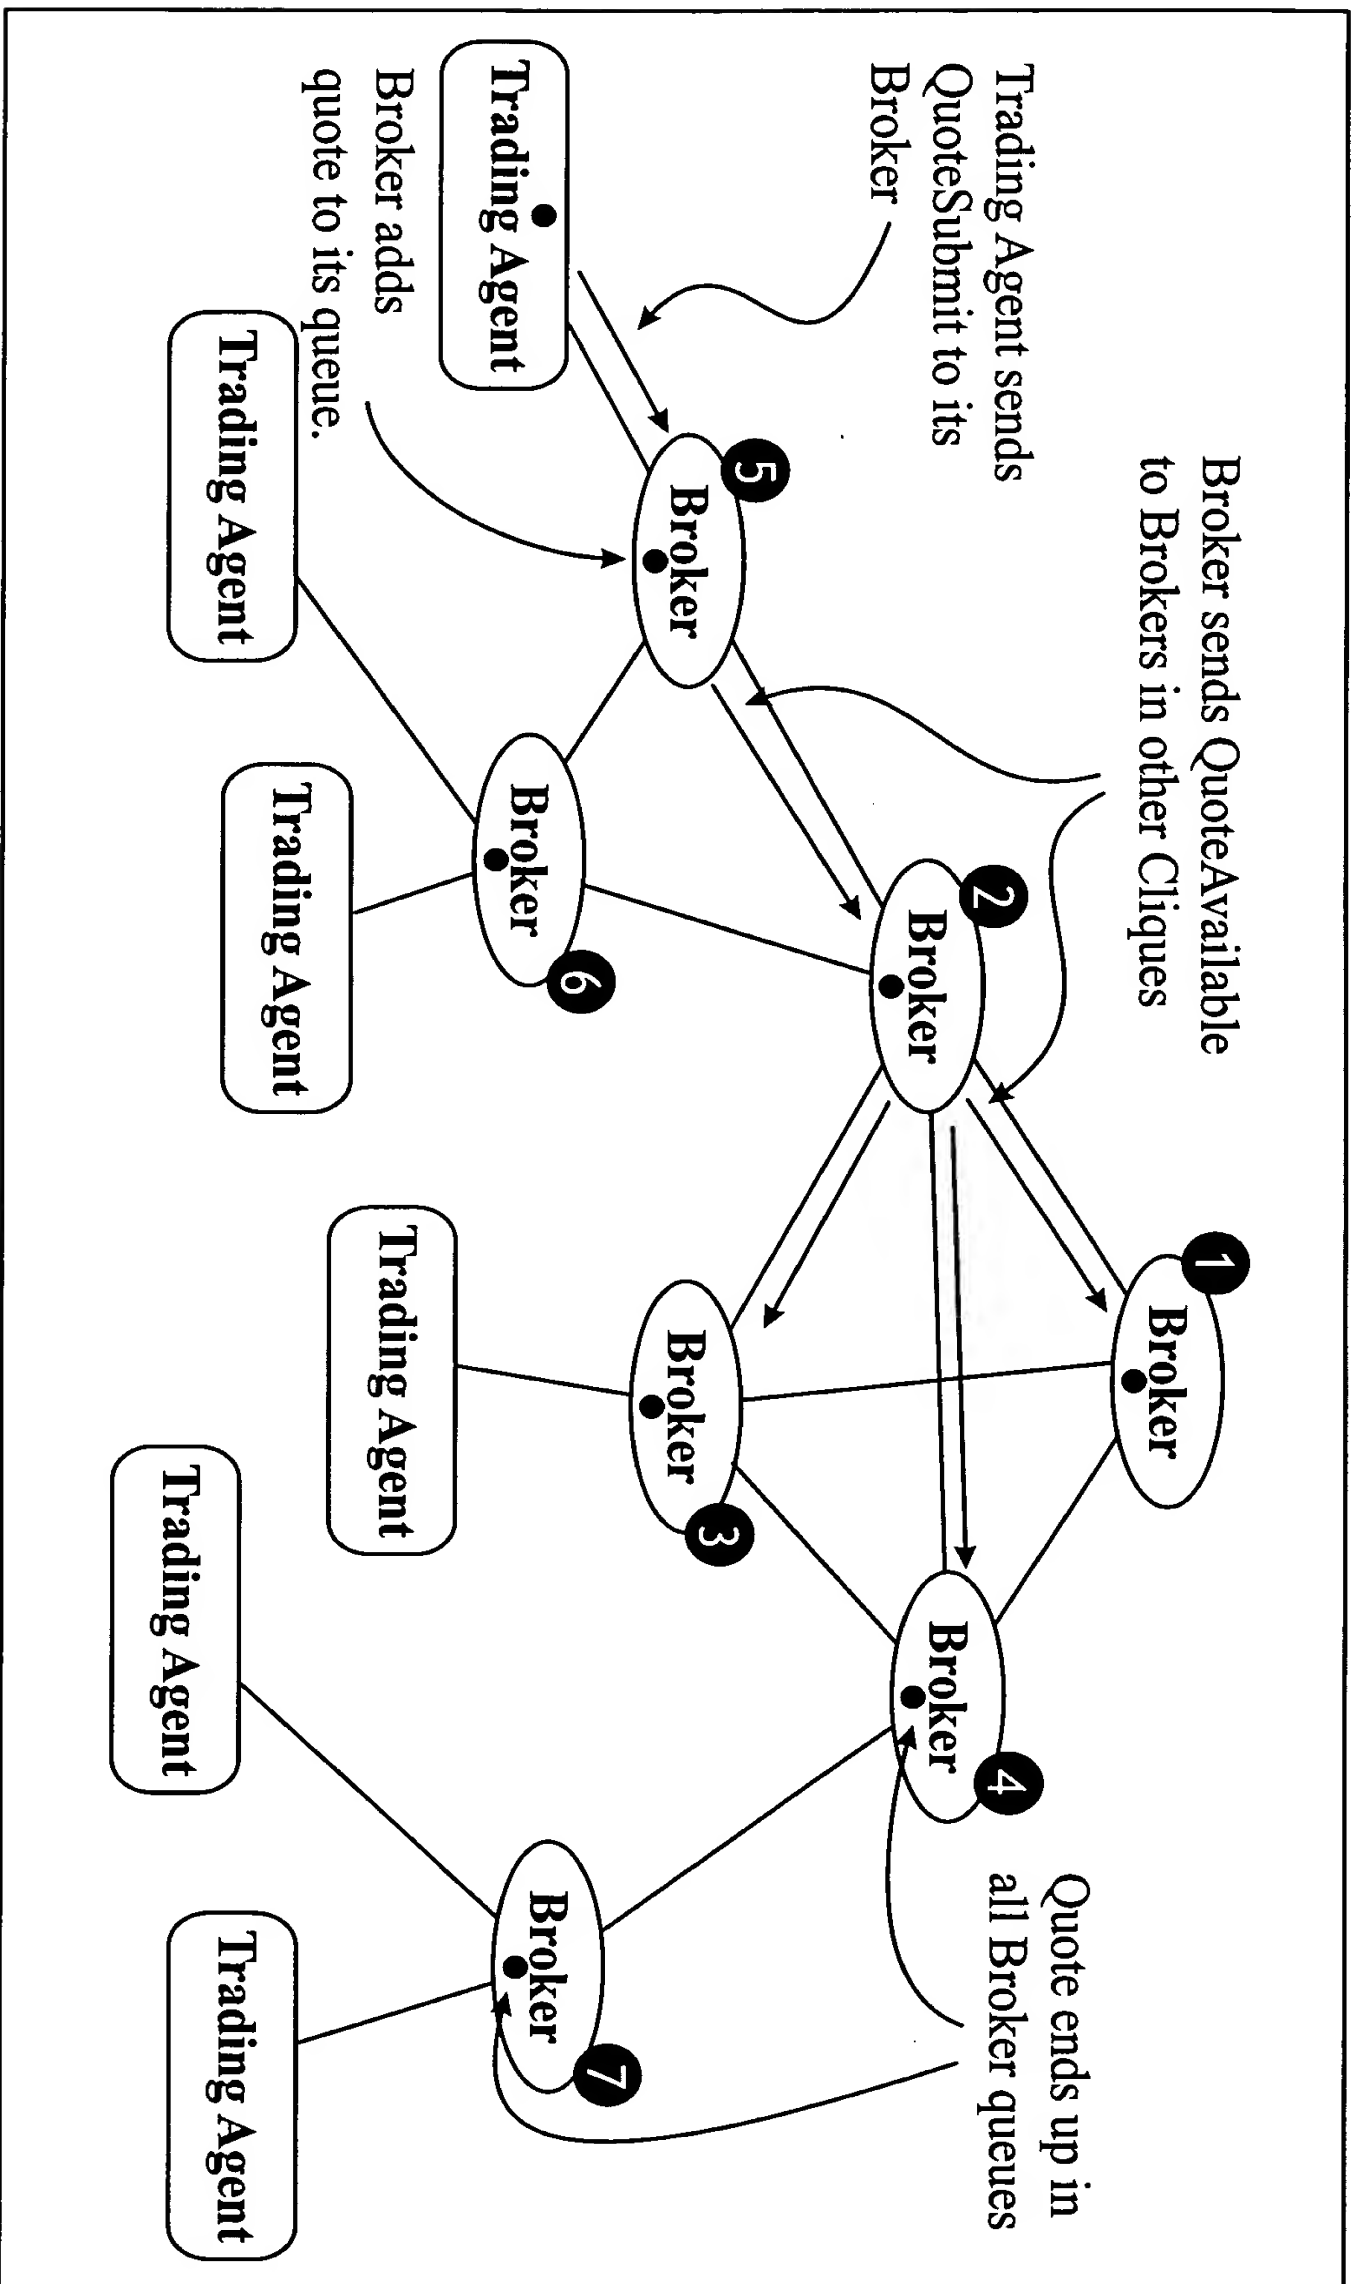 Broker sends QuoteAvailable
to Brokers in other Cliques
Trading Agent sends
QuoteSubmit to its
Broker
Quote ends up in
all Broker queues
1
Broker
2
Broker
Broker
4
5
Broker
Broker
3
Broker
6
Broker
7
Trading Agent
Broker adds
quote to its queue.
Trading Agent
Trading Agent
Trading Agent
Trading Agent
Trading Agent